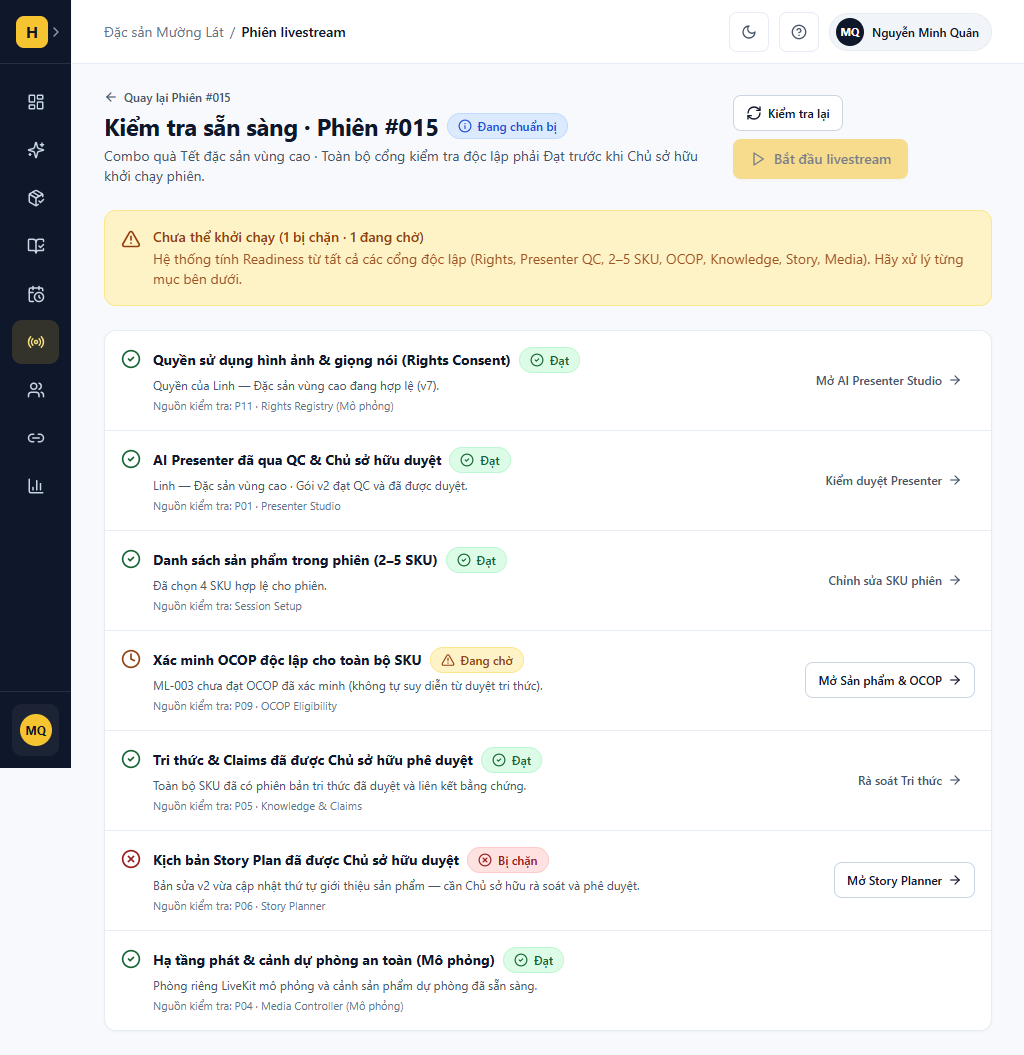 H
Đặc sản Mường Lát / Phiên livestream
MQ Nguyễn Minh Quân
Quay lại Phiên #015
Kiểm tra sẵn sàng · Phiên #015
Đang chuẩn bị
Combo quà Tết đặc sản vùng cao · Toàn bộ cổng kiểm tra độc lập phải Đạt trước khi Chủ sở hữu
khởi chạy phiên.
Kiểm tra lại
Bắt đầu livestream
Chưa thể khởi chạy (1 bị chặn · 1 đang chờ)
Hệ thống tính Readiness từ tất cả các cổng độc lập (Rights, Presenter QC, 2–5 SKU, OCOP, Knowledge, Story, Media). Hãy xử lý từng
mục bên dưới.
Quyền sử dụng hình ảnh & giọng nói (Rights Consent)
Đạt
Quyền của Linh — Đặc sản vùng cao đang hợp lệ (v7).
Nguồn kiểm tra: P11 · Rights Registry (Mô phỏng)
Mở AI Presenter Studio
AI Presenter đã qua QC & Chủ sở hữu duyệt
Đạt
Linh — Đặc sản vùng cao · Gói v2 đạt QC và đã được duyệt.
Nguồn kiểm tra: P01 · Presenter Studio
Kiểm duyệt Presenter
Danh sách sản phẩm trong phiên (2–5 SKU)
Đạt
Đã chọn 4 SKU hợp lệ cho phiên.
Nguồn kiểm tra: Session Setup
Chỉnh sửa SKU phiên
Xác minh OCOP độc lập cho toàn bộ SKU
Đang chờ
ML-003 chưa đạt OCOP đã xác minh (không tự suy diễn từ duyệt tri thức).
Nguồn kiểm tra: P09 · OCOP Eligibility
Mở Sản phẩm & OCOP
Tri thức & Claims đã được Chủ sở hữu phê duyệt
Đạt
Toàn bộ SKU đã có phiên bản tri thức đã duyệt và liên kết bằng chứng.
Nguồn kiểm tra: P05 · Knowledge & Claims
Rà soát Tri thức
Kịch bản Story Plan đã được Chủ sở hữu duyệt
Bị chặn
Bản sửa v2 vừa cập nhật thứ tự giới thiệu sản phẩm — cần Chủ sở hữu rà soát và phê duyệt.
Nguồn kiểm tra: P06 · Story Planner
Mở Story Planner
Hạ tầng phát & cảnh dự phòng an toàn (Mô phỏng)
Đạt
Phòng riêng LiveKit mô phỏng và cảnh sản phẩm dự phòng đã sẵn sàng.
Nguồn kiểm tra: P04 · Media Controller (Mô phỏng)
MQ